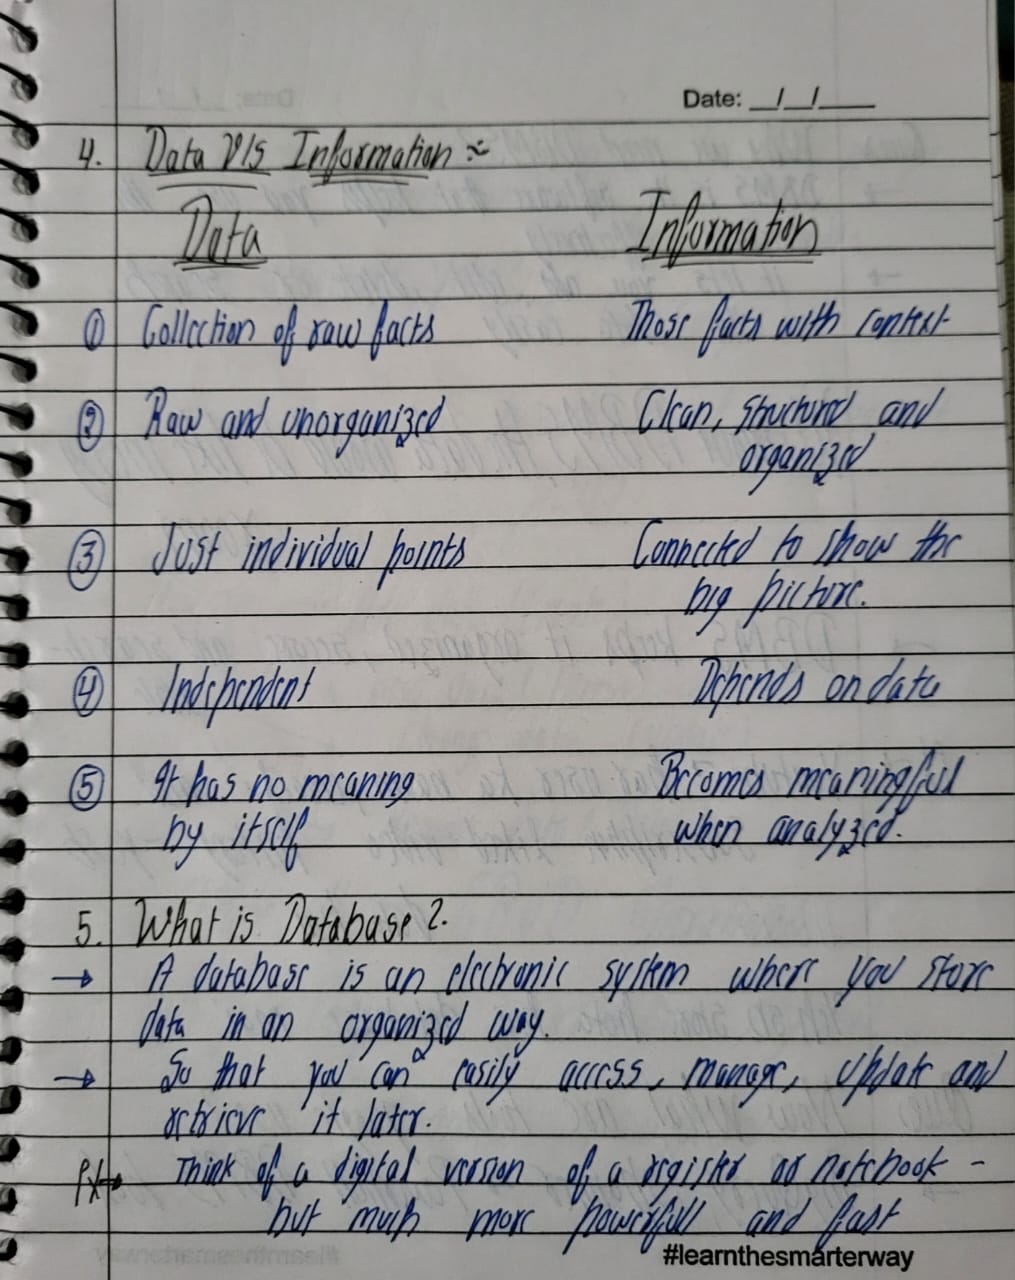 Date: __/__/____
4. Data V/s Information :-
Data Information
① Collection of raw facts Those facts with context
② Raw and unorganized Clean, Structured and
organized
③ Just individual points Connected to show the
big picture.
④ Independent Depends on data
⑤ It has no meaning Becomes meaningful
by itself when analyzed.
5. What is Database?
→ A database is an electronic system where you store
data in an organized way.
→ So that you can easily access, manage, Update and
retrieve it later.
Ex→ Think of a digital version of a register or notebook -
but much more powerfull and fast
#learnthesmarterway